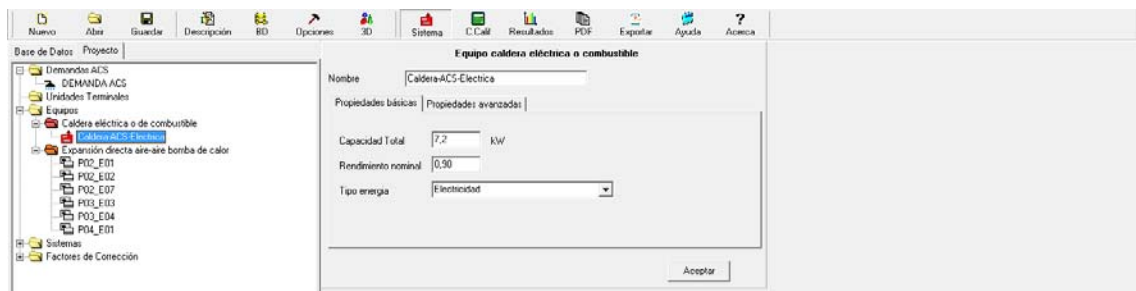 Nuevo Abrir Guardar Descripción BD Opciones 3D Sistema C.Calif Resultados PDF Exportar Ayuda Acerca
Base de Datos Proyecto
Demandas ACS
DEMANDA ACS
Unidades Terminales
Equipos
Caldera eléctrica o de combustible
Caldera-ACS-Electrica
Expansión directa aire-aire bomba de calor
P02_E01
P02_E02
P02_E07
P03_E03
P03_E04
P04_E01
Sistemas
Factores de Corrección
Equipo caldera eléctrica o combustible
Nombre Caldera-ACS-Electrica
Propiedades básicas Propiedades avanzadas
Capacidad Total 7,2 kW
Rendimiento nominal 0,90
Tipo energía Electricidad
Aceptar